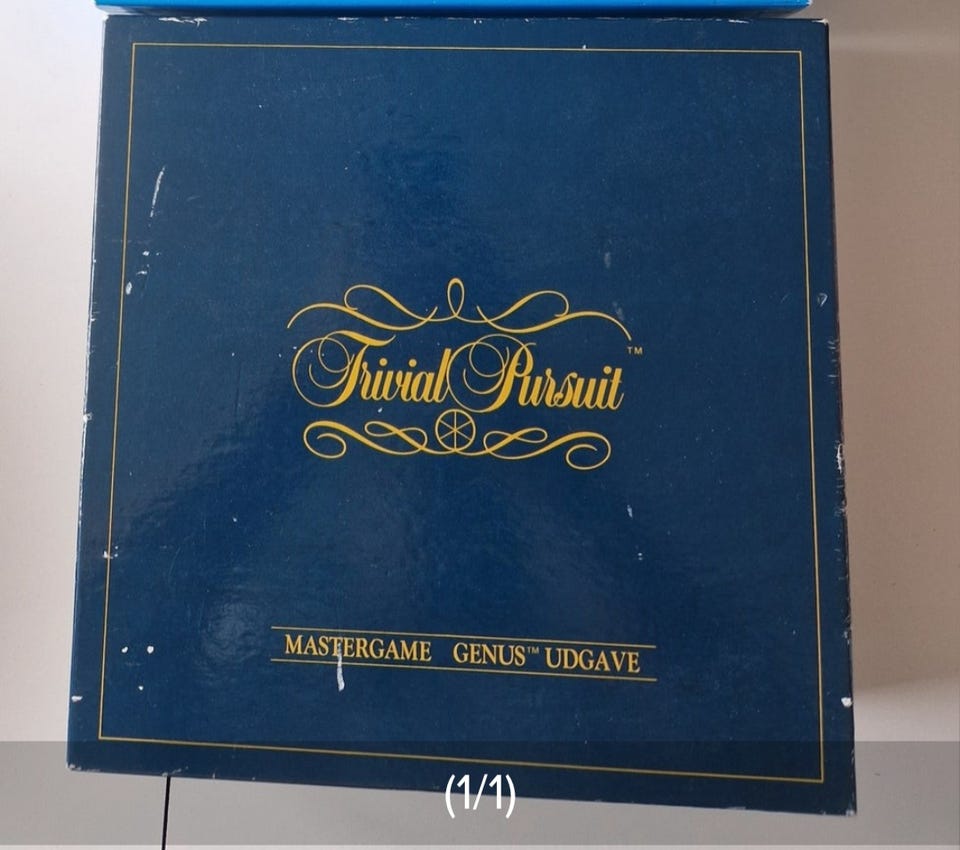 Trivial Pursuit™
MASTERGAME GENUS™ UDGAVE
(1/1)